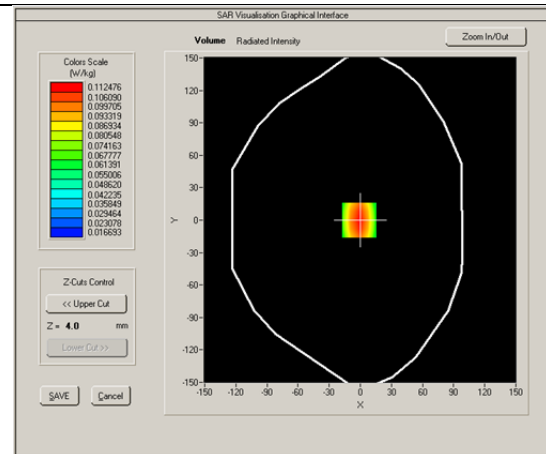 SAR Visualisation Graphical Interface
Volume Radiated Intensity
Zoom In/Out
Colors Scale
(W/kg)
0.112476
0.106090
0.099705
0.093319
0.086934
0.080548
0.074163
0.067777
0.061391
0.055006
0.048620
0.042235
0.035849
0.029464
0.023078
0.016693
150
120
90
60
30
0
-30
-60
-90
-120
-150
Y
-150 -120 -90 -60 -30 0 30 60 90 120 150
X
Z-Cuts Control
<< Upper Cut
Z = 4.0 mm
Lower Cut >>
SAVE Cancel